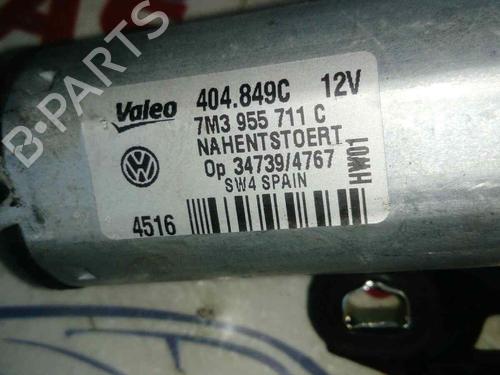 B-PARTS
Valeo 404.849C 12V
7M3 955 711 C
NAHENTSTOERT
Op 34739/4767
SW4 SPAIN
HW01
4516